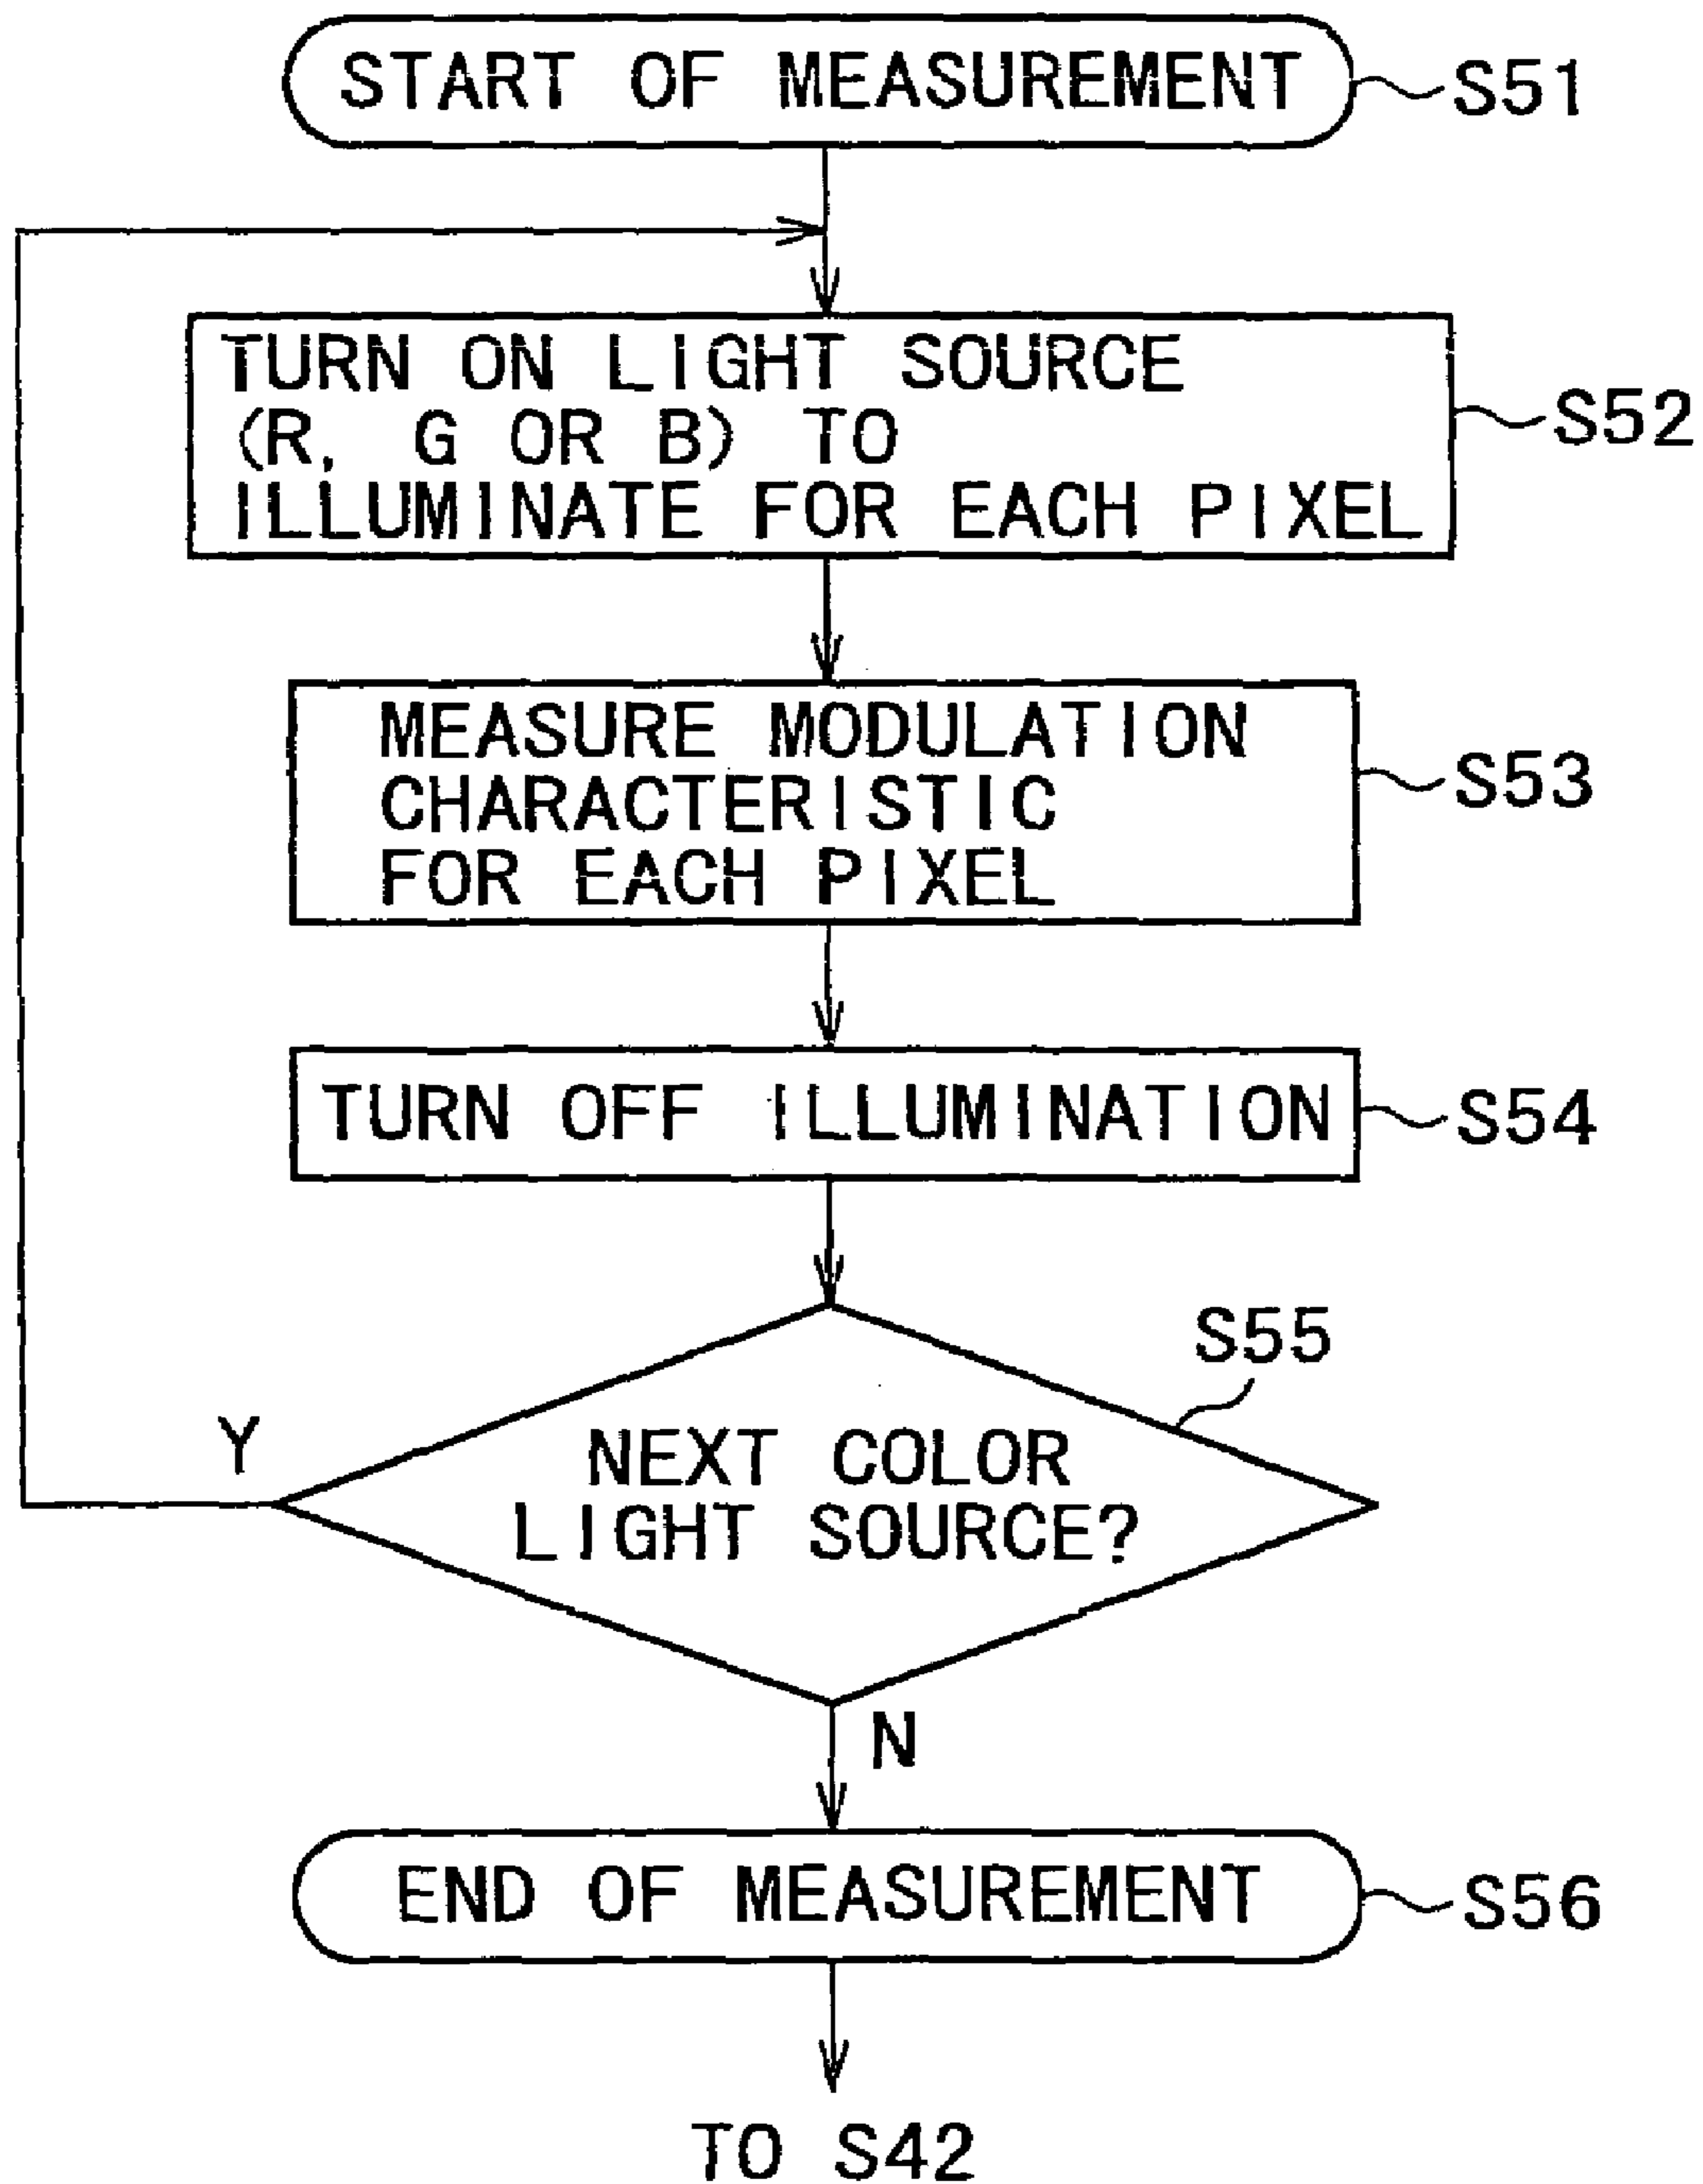 START OF MEASUREMENT
S51
TURN ON LIGHT SOURCE
(R, G OR B) TO
ILLUMINATE FOR EACH PIXEL
S52
MEASURE MODULATION
CHARACTERISTIC
FOR EACH PIXEL
S53
TURN OFF ILLUMINATION
S54
S55
Y
NEXT COLOR
LIGHT SOURCE?
N
END OF MEASUREMENT
S56
TO S42